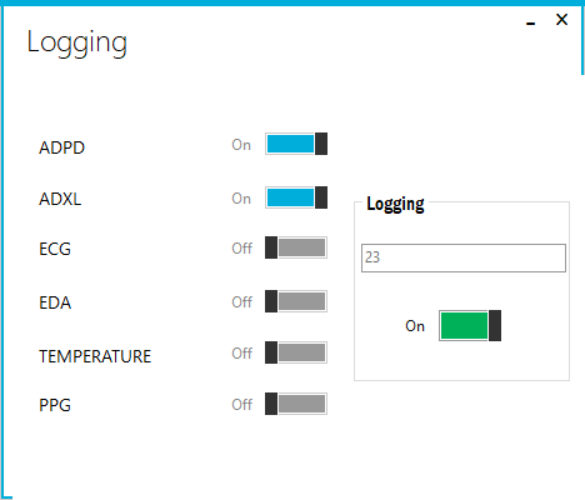 Logging
ADPD On
ADXL On
ECG Off
EDA Off
TEMPERATURE Off
PPG Off
Logging
23
On